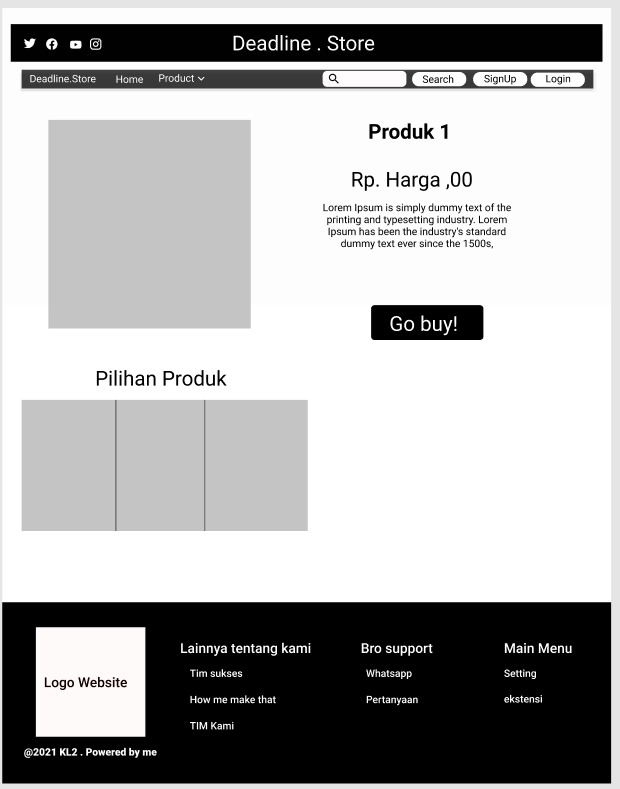 Deadline . Store
Deadline.Store Home Product Search SignUp Login
Produk 1
Rp. Harga ,00
Lorem Ipsum is simply dummy text of the
printing and typesetting industry. Lorem
Ipsum has been the industry's standard
dummy text ever since the 1500s,
Go buy!
Pilihan Produk
Logo Website
@2021 KL2 . Powered by me
Lainnya tentang kami
Tim sukses
How me make that
TIM Kami
Bro support
Whatsapp
Pertanyaan
Main Menu
Setting
ekstensi